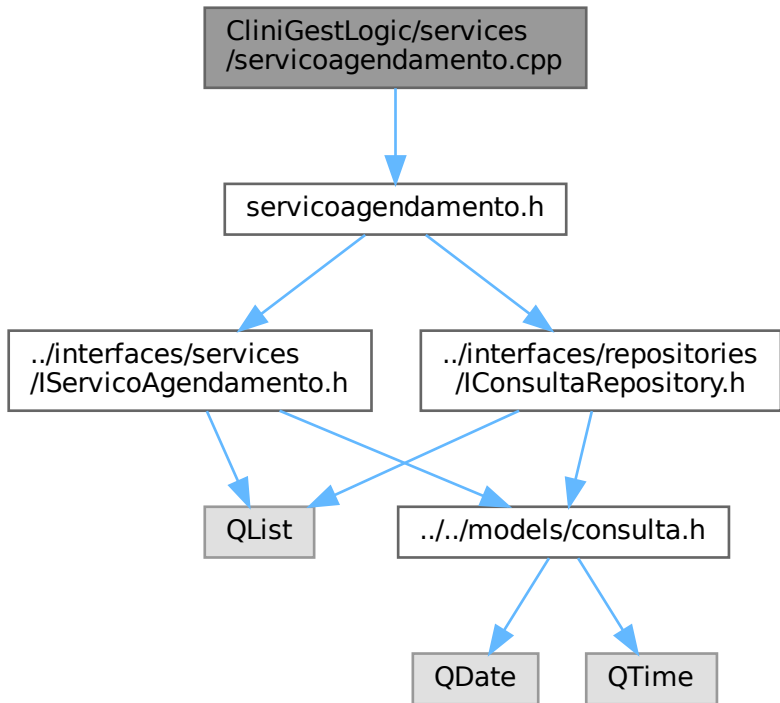 CliniGestLogic/services
/servicoagendamento.cpp
servicoagendamento.h
../interfaces/services
/IServicoAgendamento.h
../interfaces/repositories
/IConsultaRepository.h
QList
../../models/consulta.h
QDate
QTime